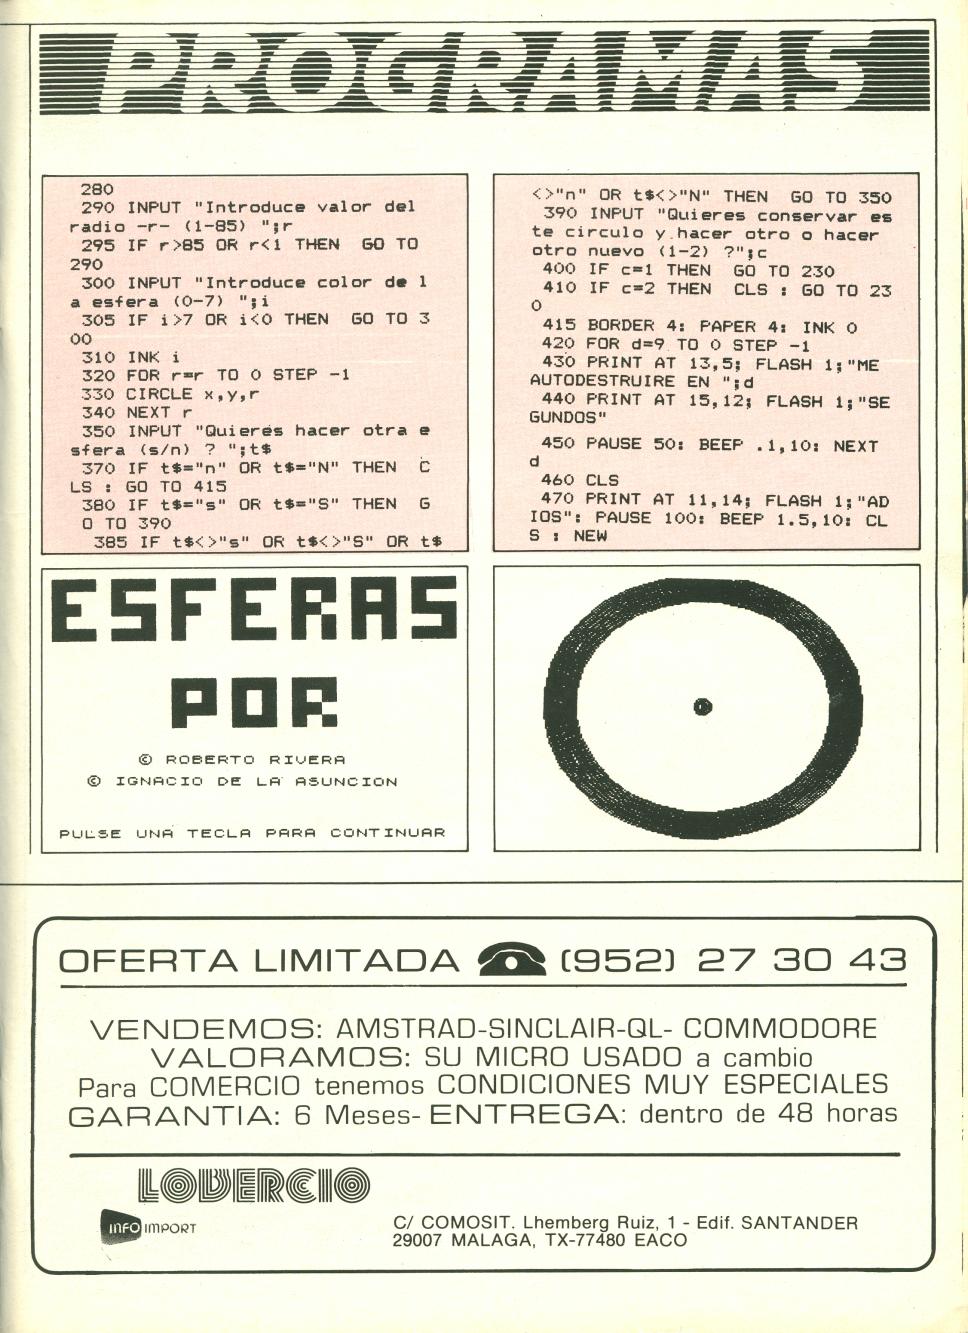 PROGRAMAS
280
290 INPUT "Introduce valor del
radio -r- (1-85) ";r
295 IF r>85 OR r<1 THEN  GO TO
290
300 INPUT "Introduce color de l
a esfera (0-7) ";i
305 IF i>7 OR i<0 THEN  GO TO 3
00
310 INK i
320 FOR r=r TO 0 STEP -1
330 CIRCLE x,y,r
340 NEXT r
350 INPUT "Quieres hacer otra e
sfera (s/n) ? ";t$
370 IF t$="n" OR t$="N" THEN  C
LS : GO TO 415
380 IF t$="s" OR t$="S" THEN  G
O TO 390
385 IF t$<>"s" OR t$<>"S" OR t$
<>"n" OR t$<>"N" THEN  GO TO 350
390 INPUT "Quieres conservar es
te circulo y hacer otro o hacer
otro nuevo (1-2) ?";c
400 IF c=1 THEN  GO TO 230
410 IF c=2 THEN  CLS : GO TO 23
0
415 BORDER 4: PAPER 4: INK 0
420 FOR d=9 TO 0 STEP -1
430 PRINT AT 13,5; FLASH 1;"ME
AUTODESTRUIRE EN ";d
440 PRINT AT 15,12; FLASH 1;"SE
GUNDOS"
450 PAUSE 50: BEEP .1,10: NEXT
d
460 CLS
470 PRINT AT 11,14; FLASH 1;"AD
IOS": PAUSE 100: BEEP 1.5,10: CL
S : NEW
ESFERAS
POR
© ROBERTO RIVERA
© IGNACIO DE LA ASUNCION
PULSE UNA TECLA PARA CONTINUAR
OFERTA LIMITADA (952) 27 30 43
VENDEMOS: AMSTRAD-SINCLAIR-QL- COMMODORE
VALORAMOS: SU MICRO USADO a cambio
Para COMERCIO tenemos CONDICIONES MUY ESPECIALES
GARANTIA: 6 Meses- ENTREGA: dentro de 48 horas
LOVERCIO
INFO IMPORT
C/ COMOSIT. Lhemberg Ruiz, 1 - Edif. SANTANDER
29007 MALAGA, TX-77480 EACO